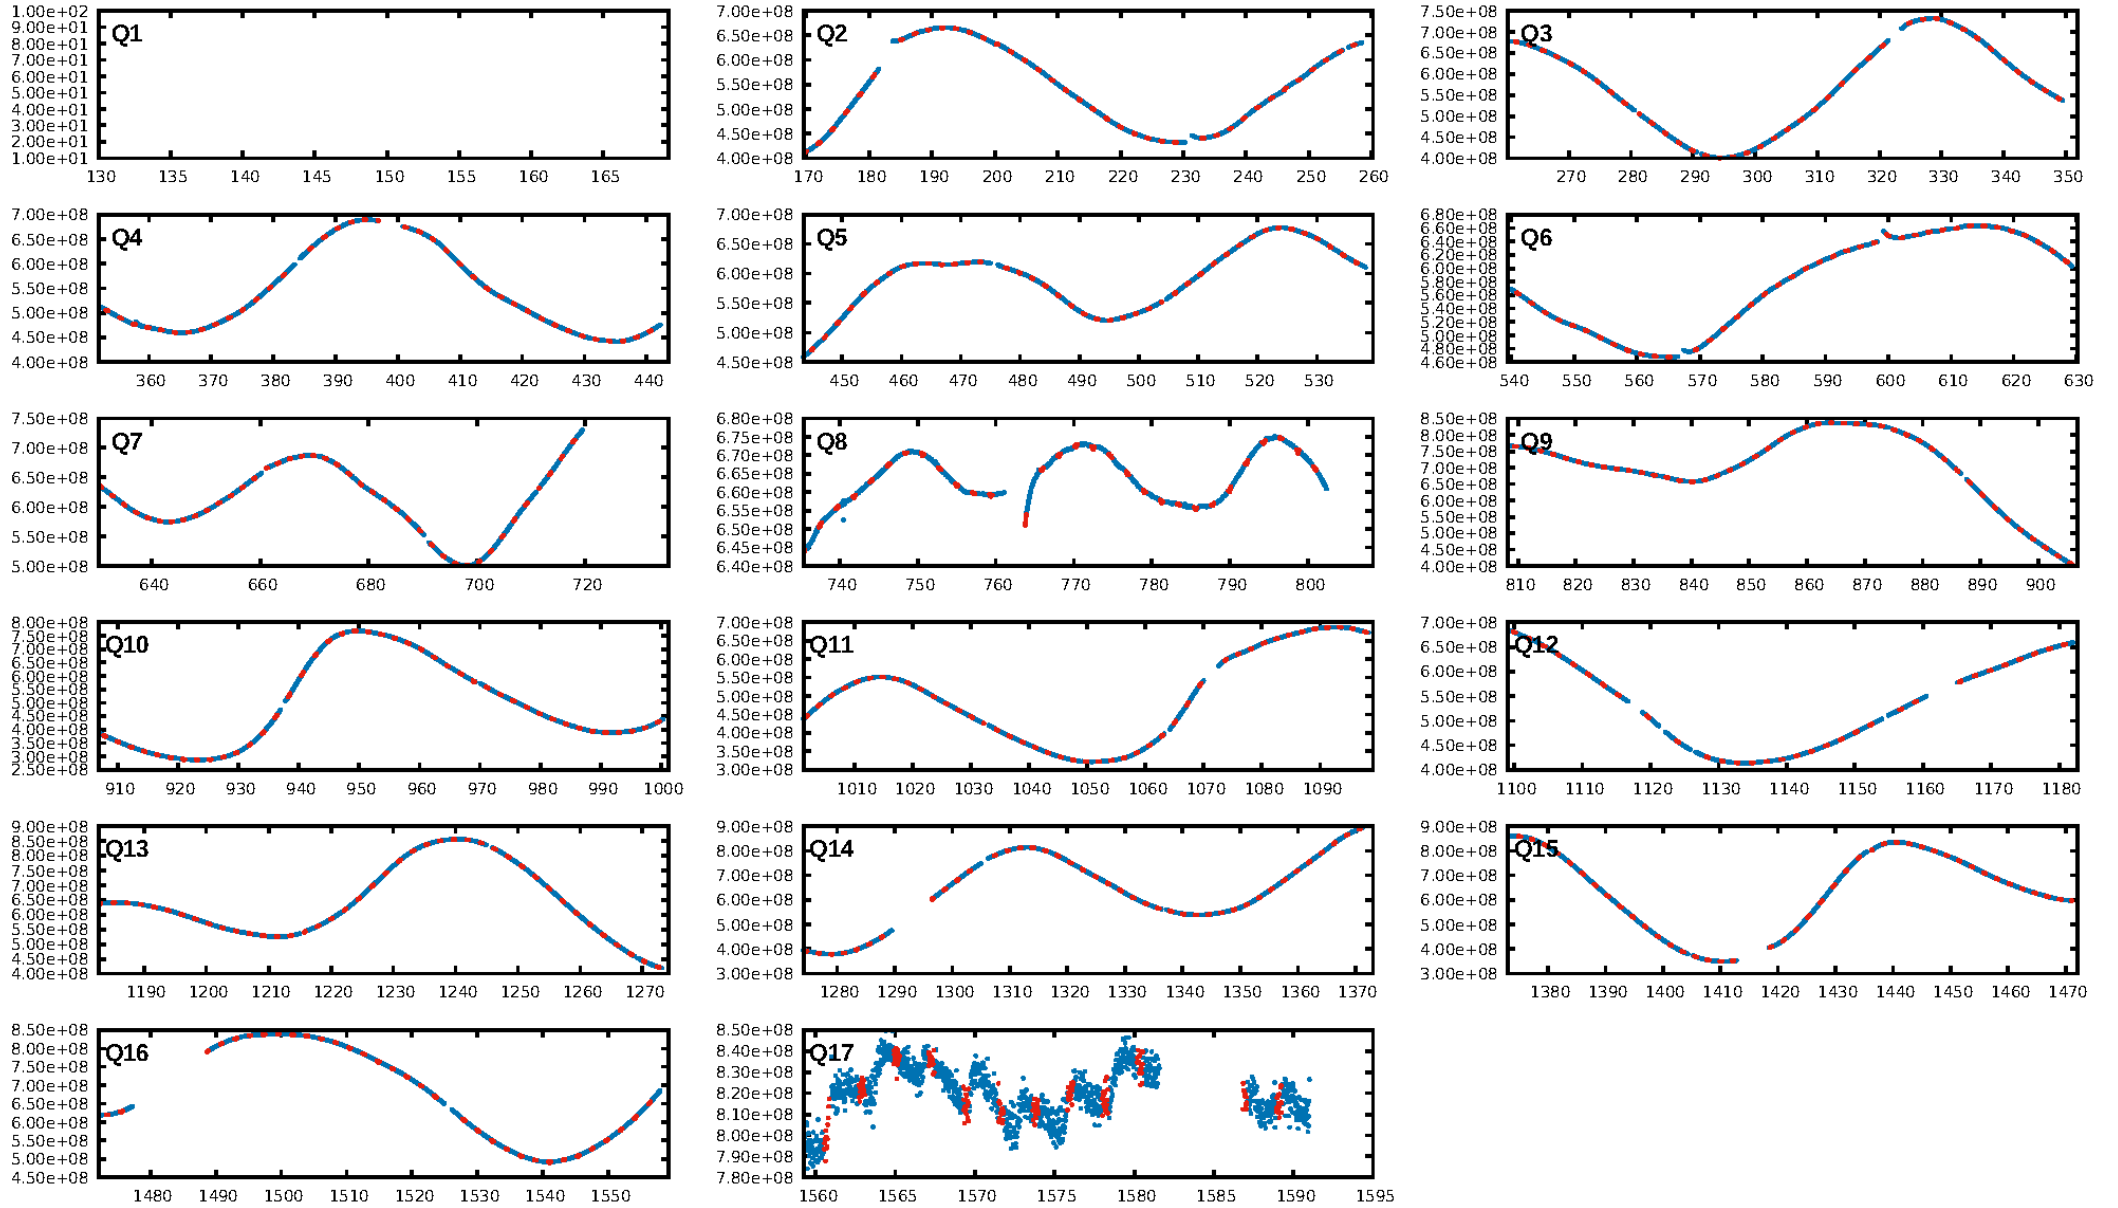 1.00e+02
9.00e+01
8.00e+01
7.00e+01
6.00e+01
5.00e+01
4.00e+01
3.00e+01
2.00e+01
1.00e+01
Q1
130 135 140 145 150 155 160 165
7.00e+08
6.50e+08
6.00e+08
5.50e+08
5.00e+08
4.50e+08
4.00e+08
Q2
170 180 190 200 210 220 230 240 250 260
7.50e+08
7.00e+08
6.50e+08
6.00e+08
5.50e+08
5.00e+08
4.50e+08
4.00e+08
Q3
270 280 290 300 310 320 330 340 350
7.00e+08
6.50e+08
6.00e+08
5.50e+08
5.00e+08
4.50e+08
4.00e+08
Q4
360 370 380 390 400 410 420 430 440
7.00e+08
6.50e+08
6.00e+08
5.50e+08
5.00e+08
4.50e+08
Q5
450 460 470 480 490 500 510 520 530
6.80e+08
6.60e+08
6.40e+08
6.20e+08
6.00e+08
5.80e+08
5.60e+08
5.40e+08
5.20e+08
5.00e+08
4.80e+08
4.60e+08
Q6
540 550 560 570 580 590 600 610 620 630
7.50e+08
7.00e+08
6.50e+08
6.00e+08
5.50e+08
5.00e+08
Q7
640 660 680 700 720
6.80e+08
6.75e+08
6.70e+08
6.65e+08
6.60e+08
6.55e+08
6.50e+08
6.45e+08
6.40e+08
Q8
740 750 760 770 780 790 800
8.50e+08
8.00e+08
7.50e+08
7.00e+08
6.50e+08
6.00e+08
5.50e+08
5.00e+08
4.50e+08
4.00e+08
Q9
810 820 830 840 850 860 870 880 890 900
8.00e+08
7.50e+08
7.00e+08
6.50e+08
6.00e+08
5.50e+08
5.00e+08
4.50e+08
4.00e+08
3.50e+08
3.00e+08
2.50e+08
Q10
910 920 930 940 950 960 970 980 990 1000
7.00e+08
6.50e+08
6.00e+08
5.50e+08
5.00e+08
4.50e+08
4.00e+08
3.50e+08
3.00e+08
Q11
1010 1020 1030 1040 1050 1060 1070 1080 1090
7.00e+08
6.50e+08
6.00e+08
5.50e+08
5.00e+08
4.50e+08
4.00e+08
Q12
1100 1110 1120 1130 1140 1150 1160 1170 1180
9.00e+08
8.50e+08
8.00e+08
7.50e+08
7.00e+08
6.50e+08
6.00e+08
5.50e+08
5.00e+08
4.50e+08
4.00e+08
Q13
1190 1200 1210 1220 1230 1240 1250 1260 1270
9.00e+08
8.00e+08
7.00e+08
6.00e+08
5.00e+08
4.00e+08
3.00e+08
Q14
1280 1290 1300 1310 1320 1330 1340 1350 1360 1370
9.00e+08
8.00e+08
7.00e+08
6.00e+08
5.00e+08
4.00e+08
3.00e+08
Q15
1380 1390 1400 1410 1420 1430 1440 1450 1460 1470
8.50e+08
8.00e+08
7.50e+08
7.00e+08
6.50e+08
6.00e+08
5.50e+08
5.00e+08
4.50e+08
Q16
1480 1490 1500 1510 1520 1530 1540 1550
8.50e+08
8.40e+08
8.30e+08
8.20e+08
8.10e+08
8.00e+08
7.90e+08
7.80e+08
Q17
1560 1565 1570 1575 1580 1585 1590 1595